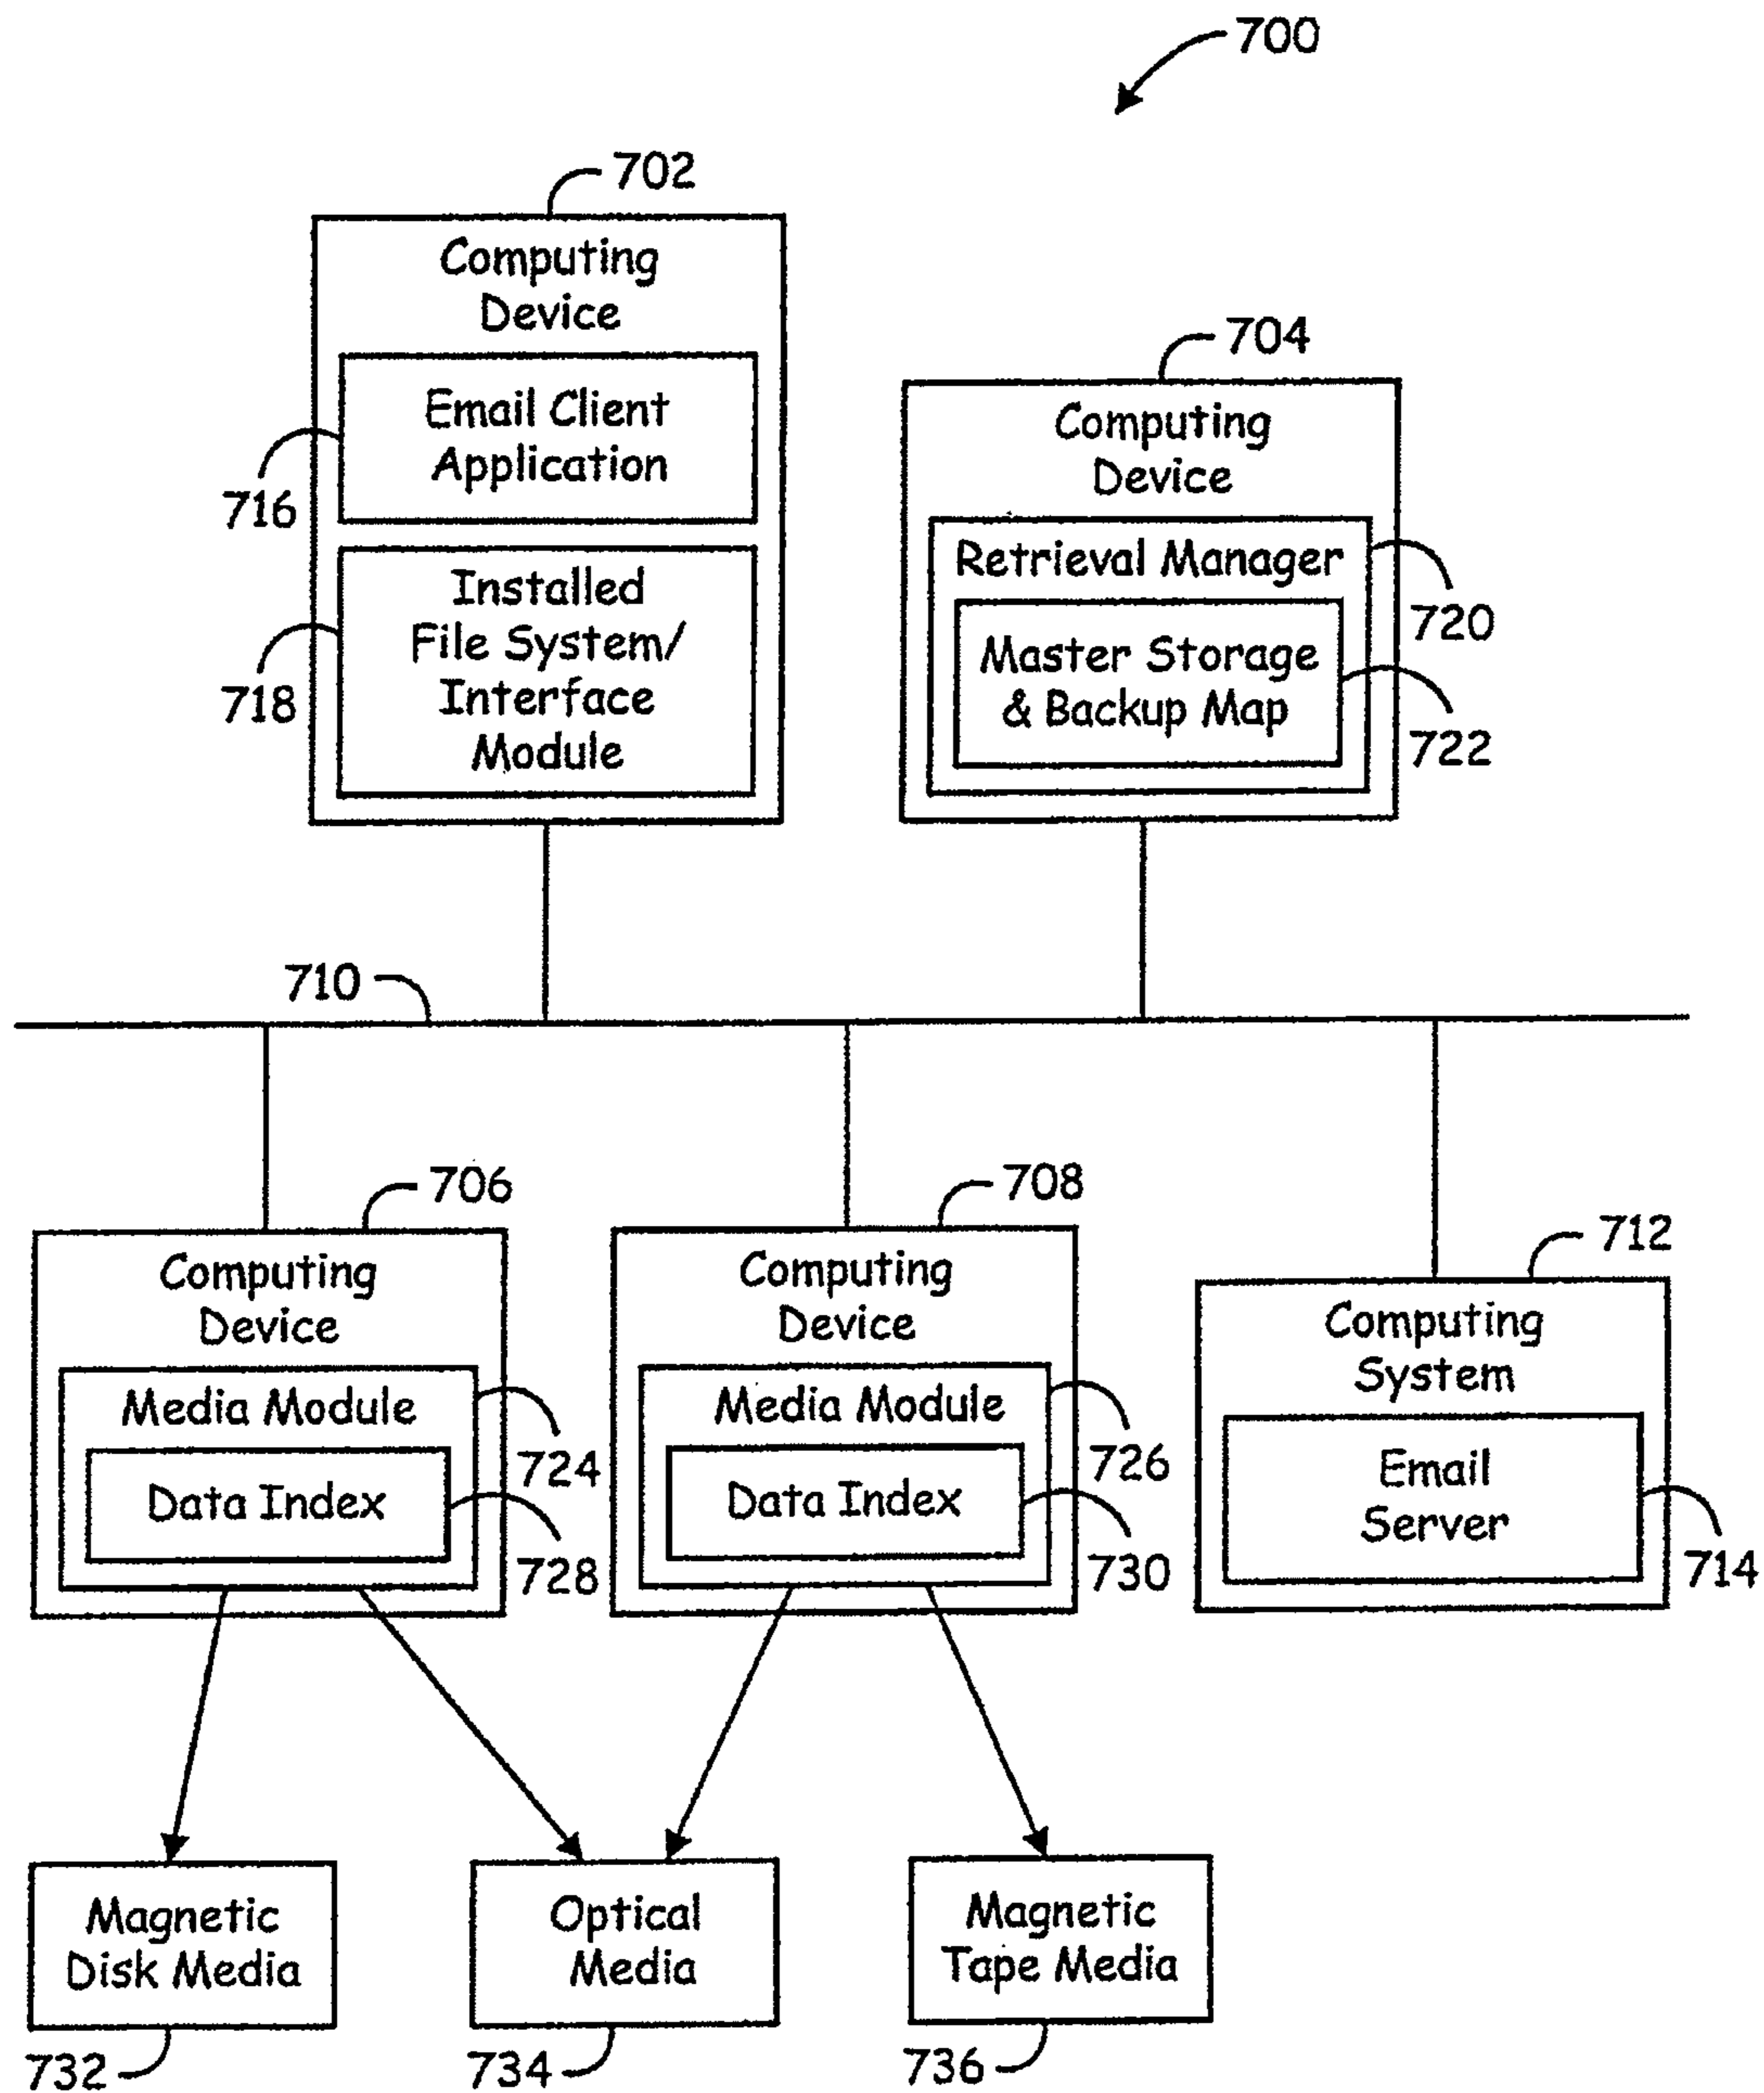 700
702
Computing
Device
Email Client
Application
716
Installed
File System/
Interface
Module
718
704
Computing
Device
Retrieval Manager
720
Master Storage
& Backup Map
722
710
706
Computing
Device
Media Module
724
Data Index
728
708
Computing
Device
Media Module
726
Data Index
730
712
Computing
System
Email
Server
714
Magnetic
Disk Media
732
Optical
Media
734
Magnetic
Tape Media
736